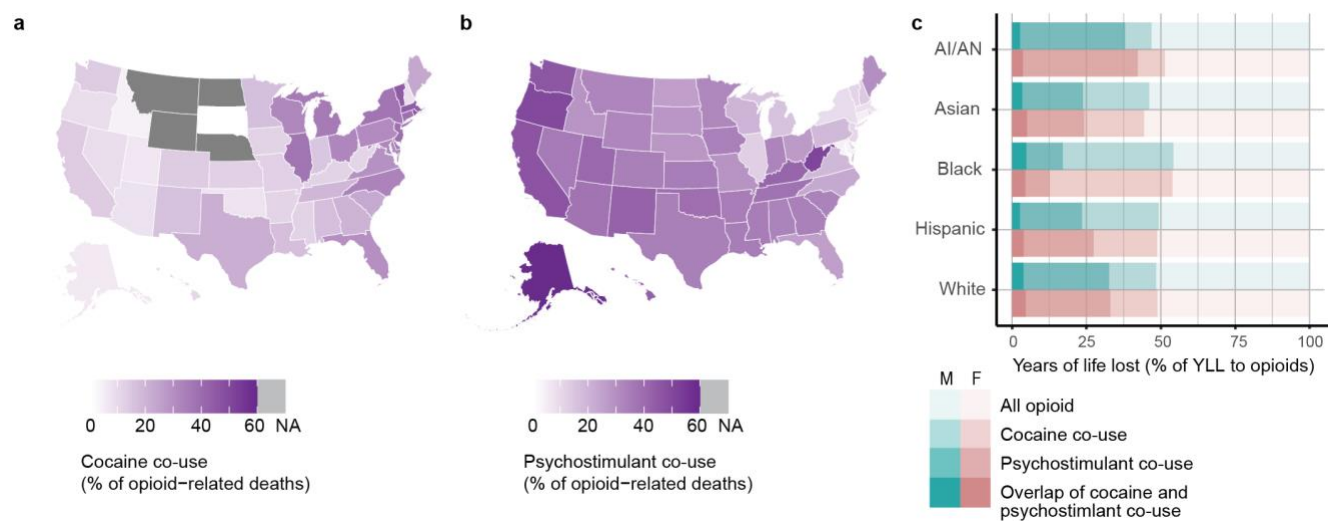 a
0 20 40 60 NA
Cocaine co-use
(% of opioid−related deaths)
b
0 20 40 60 NA
Psychostimulant co-use
(% of opioid−related deaths)
c
AI/AN
Asian
Black
Hispanic
White
0 25 50 75 100
Years of life lost (% of YLL to opioids)
M F
All opioid
Cocaine co-use
Psychostimulant co-use
Overlap of cocaine and
psychostimlant co-use